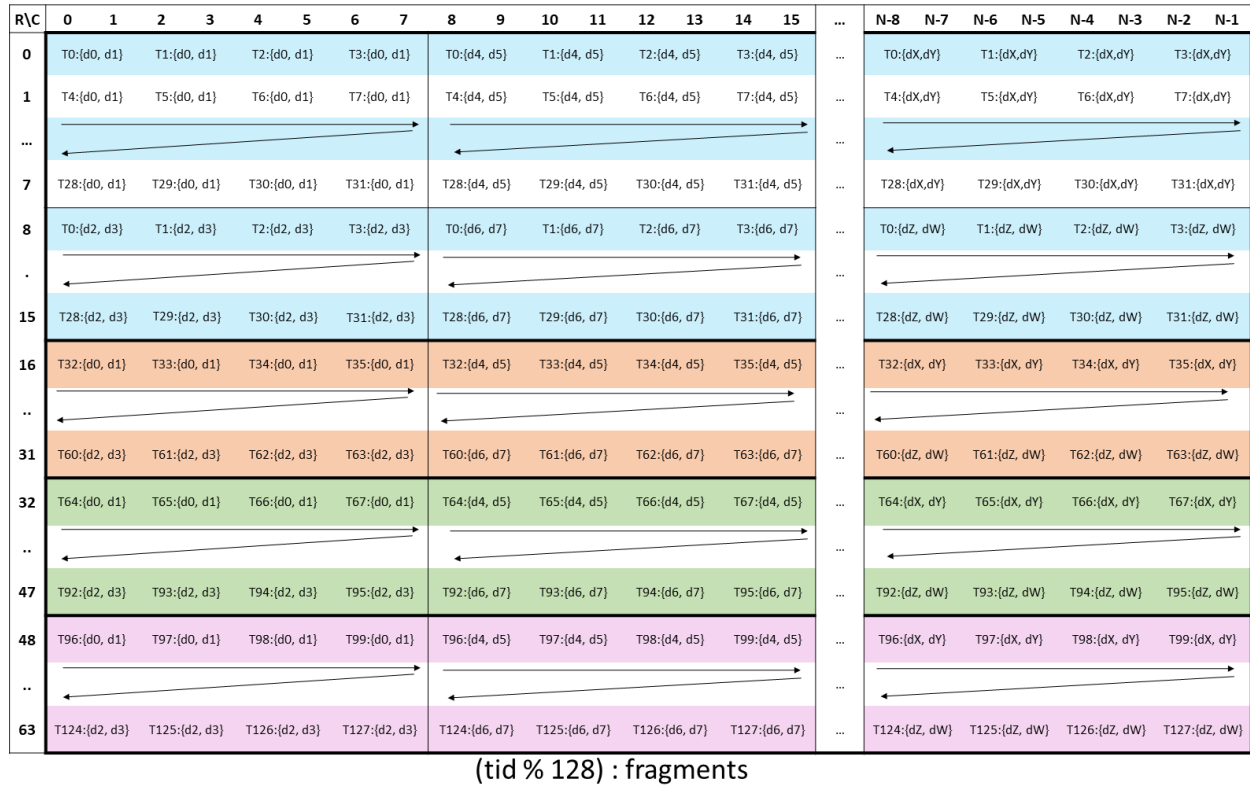 R\C 0 1 2 3 4 5 6 7 8 9 10 11 12 13 14 15 ... N-8 N-7 N-6 N-5 N-4 N-3 N-2 N-1
0 T0:{d0, d1} T1:{d0, d1} T2:{d0, d1} T3:{d0, d1} T0:{d4, d5} T1:{d4, d5} T2:{d4, d5} T3:{d4, d5} ... T0:{dX,dY} T1:{dX,dY} T2:{dX,dY} T3:{dX,dY}
1 T4:{d0, d1} T5:{d0, d1} T6:{d0, d1} T7:{d0, d1} T4:{d4, d5} T5:{d4, d5} T6:{d4, d5} T7:{d4, d5} ... T4:{dX,dY} T5:{dX,dY} T6:{dX,dY} T7:{dX,dY}
... ...
7 T28:{d0, d1} T29:{d0, d1} T30:{d0, d1} T31:{d0, d1} T28:{d4, d5} T29:{d4, d5} T30:{d4, d5} T31:{d4, d5} ... T28:{dX,dY} T29:{dX,dY} T30:{dX,dY} T31:{dX,dY}
8 T0:{d2, d3} T1:{d2, d3} T2:{d2, d3} T3:{d2, d3} T0:{d6, d7} T1:{d6, d7} T2:{d6, d7} T3:{d6, d7} ... T0:{dZ, dW} T1:{dZ, dW} T2:{dZ, dW} T3:{dZ, dW}
. ...
15 T28:{d2, d3} T29:{d2, d3} T30:{d2, d3} T31:{d2, d3} T28:{d6, d7} T29:{d6, d7} T30:{d6, d7} T31:{d6, d7} ... T28:{dZ, dW} T29:{dZ, dW} T30:{dZ, dW} T31:{dZ, dW}
16 T32:{d0, d1} T33:{d0, d1} T34:{d0, d1} T35:{d0, d1} T32:{d4, d5} T33:{d4, d5} T34:{d4, d5} T35:{d4, d5} ... T32:{dX, dY} T33:{dX, dY} T34:{dX, dY} T35:{dX, dY}
.. ...
31 T60:{d2, d3} T61:{d2, d3} T62:{d2, d3} T63:{d2, d3} T60:{d6, d7} T61:{d6, d7} T62:{d6, d7} T63:{d6, d7} ... T60:{dZ, dW} T61:{dZ, dW} T62:{dZ, dW} T63:{dZ, dW}
32 T64:{d0, d1} T65:{d0, d1} T66:{d0, d1} T67:{d0, d1} T64:{d4, d5} T65:{d4, d5} T66:{d4, d5} T67:{d4, d5} ... T64:{dX, dY} T65:{dX, dY} T66:{dX, dY} T67:{dX, dY}
.. ...
47 T92:{d2, d3} T93:{d2, d3} T94:{d2, d3} T95:{d2, d3} T92:{d6, d7} T93:{d6, d7} T94:{d6, d7} T95:{d6, d7} ... T92:{dZ, dW} T93:{dZ, dW} T94:{dZ, dW} T95:{dZ, dW}
48 T96:{d0, d1} T97:{d0, d1} T98:{d0, d1} T99:{d0, d1} T96:{d4, d5} T97:{d4, d5} T98:{d4, d5} T99:{d4, d5} ... T96:{dX, dY} T97:{dX, dY} T98:{dX, dY} T99:{dX, dY}
.. ...
63 T124:{d2, d3} T125:{d2, d3} T126:{d2, d3} T127:{d2, d3} T124:{d6, d7} T125:{d6, d7} T126:{d6, d7} T127:{d6, d7} ... T124:{dZ, dW} T125:{dZ, dW} T126:{dZ, dW} T127:{dZ, dW}
(tid % 128) : fragments